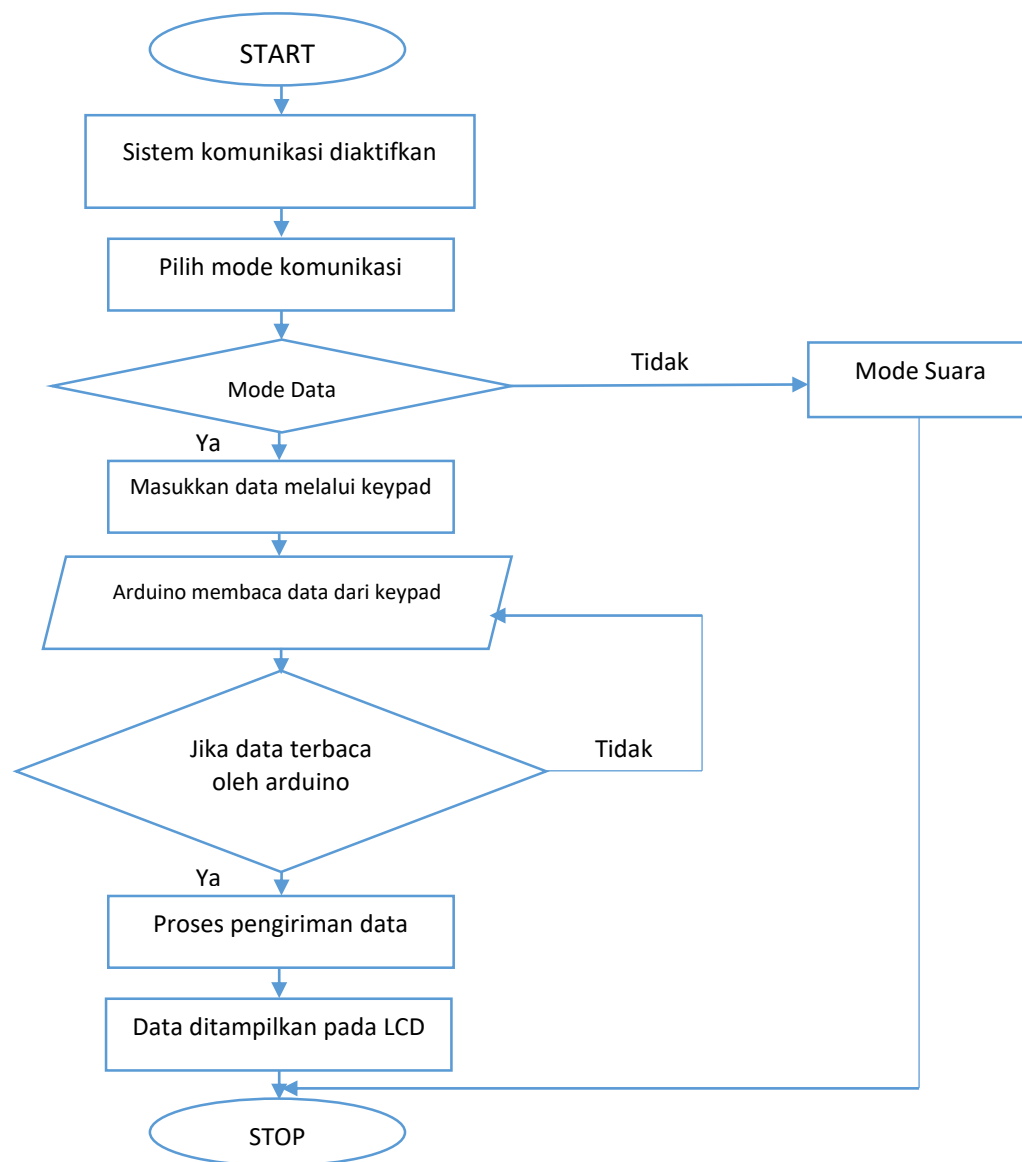 START
Sistem komunikasi diaktifkan
Pilih mode komunikasi
Mode Data
Tidak
Mode Suara
Ya
Masukkan data melalui keypad
Arduino membaca data dari keypad
Jika data terbaca
oleh arduino
Tidak
Ya
Proses pengiriman data
Data ditampilkan pada LCD
STOP